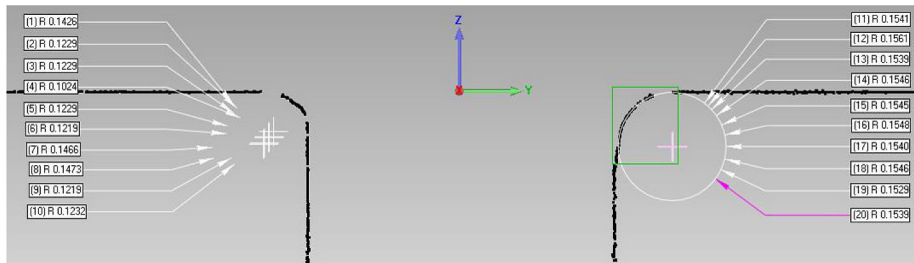 (1) R 0.1426
(2) R 0.1229
(3) R 0.1229
(4) R 0.1024
(5) R 0.1229
(6) R 0.1219
(7) R 0.1466
(8) R 0.1473
(9) R 0.1219
(10) R 0.1232
Z
Y
(11) R 0.1541
(12) R 0.1561
(13) R 0.1539
(14) R 0.1546
(15) R 0.1545
(16) R 0.1548
(17) R 0.1540
(18) R 0.1546
(19) R 0.1529
(20) R 0.1539